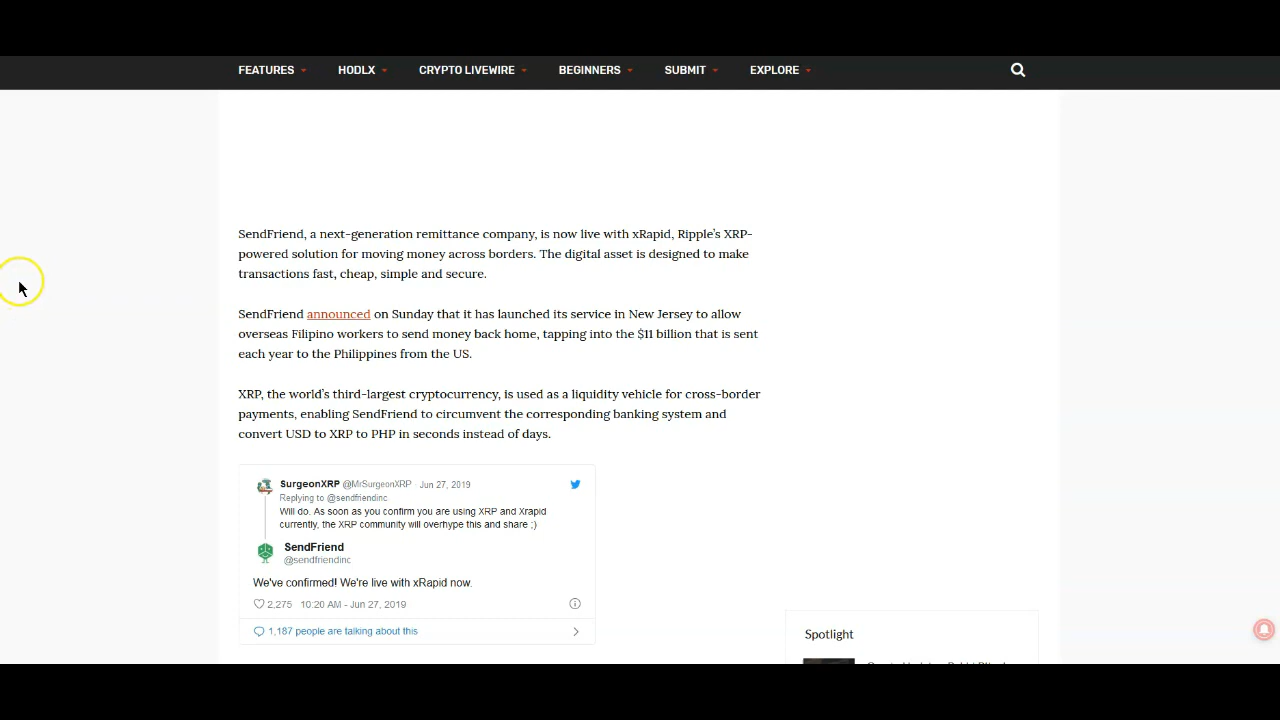 FEATURES HODLX CRYPTO LIVEWIRE BEGINNERS SUBMIT EXPLORE
SendFriend, a next-generation remittance company, is now live with xRapid, Ripple's XRP-
powered solution for moving money across borders. The digital asset is designed to make
transactions fast, cheap, simple and secure.
SendFriend announced on Sunday that it has launched its service in New Jersey to allow
overseas Filipino workers to send money back home, tapping into the $11 billion that is sent
each year to the Philippines from the US.
XRP, the world's third-largest cryptocurrency, is used as a liquidity vehicle for cross-border
payments, enabling SendFriend to circumvent the corresponding banking system and
convert USD to XRP to PHP in seconds instead of days.
SurgeonXRP @MrSurgeonXRP · Jun 27, 2019
Replying to @sendfriendinc
Will do. As soon as you confirm you are using XRP and Xrapid
currently, the XRP community will overhype this and share ;)
SendFriend
@sendfriendinc
We've confirmed! We're live with xRapid now.
2,275 10:20 AM - Jun 27, 2019
1,187 people are talking about this
Spotlight